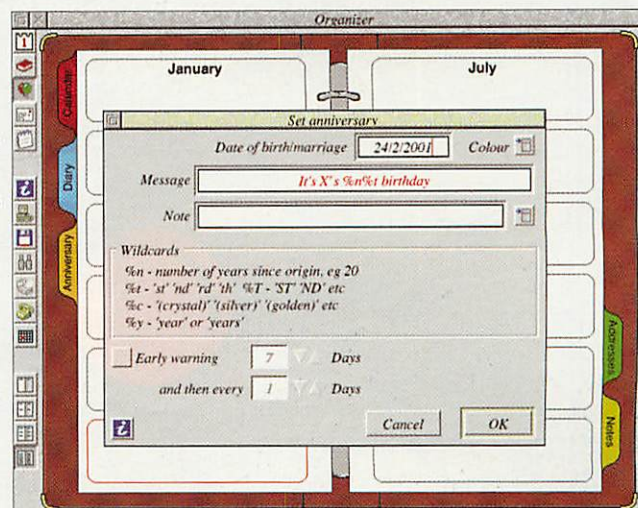 Organizer
January
July
Calendar
Diary
Anniversary
Set anniversary
Date of birth/marriage 24/2/2001 Colour
Message It's X's %n%t birthday
Note
Wildcards
%n - number of years since origin, eg 20
%t - 'st' 'nd' 'rd' 'th' %T - 'ST' 'ND' etc
%c - '(crystal)' '(silver)' '(golden)' etc
%y - 'year' or 'years'
Early warning 7 Days
and then every 1 Days
Cancel OK
Addresses
Notes